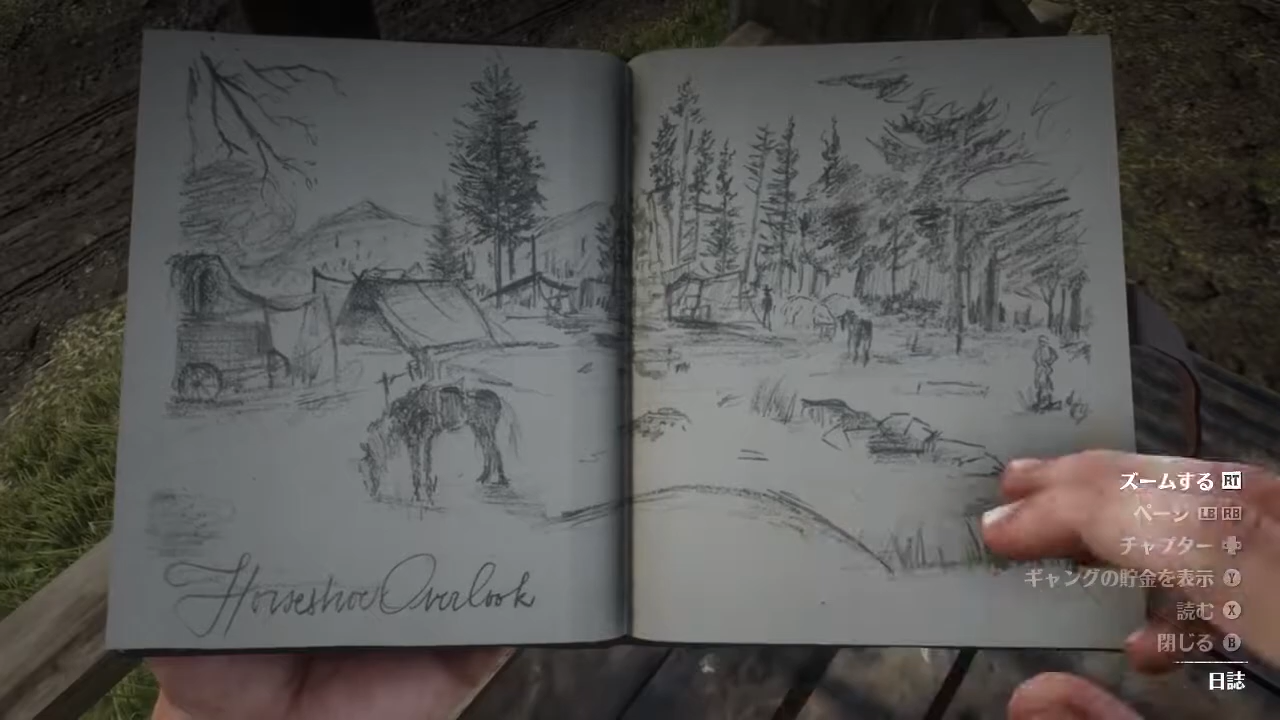 Horseshoe Overlook
ズームする RT
ページ LB RB
チャプター
ギャングの貯金を表示 Y
読む X
閉じる B
日誌